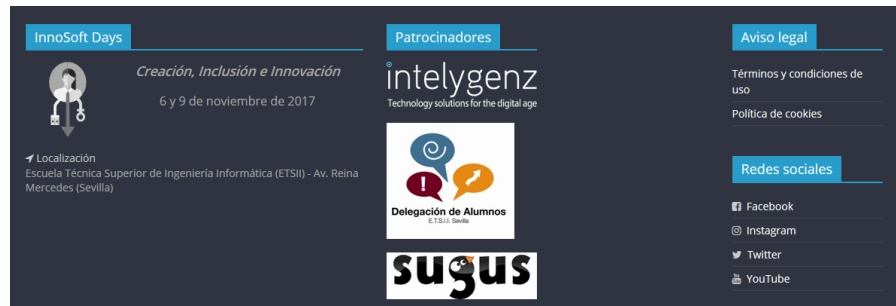 InnoSoft Days
Creación, Inclusión e Innovación
6 y 9 de noviembre de 2017
Localización
Escuela Técnica Superior de Ingeniería Informática (ETSII) - Av. Reina
Mercedes (Sevilla)
Patrocinadores
intelygenz
Technology solutions for the digital age
Delegación de Alumnos
E.T.S.I.I. Sevilla
sugus
Aviso legal
Términos y condiciones de
uso
Política de cookies
Redes sociales
Facebook
Instagram
Twitter
YouTube